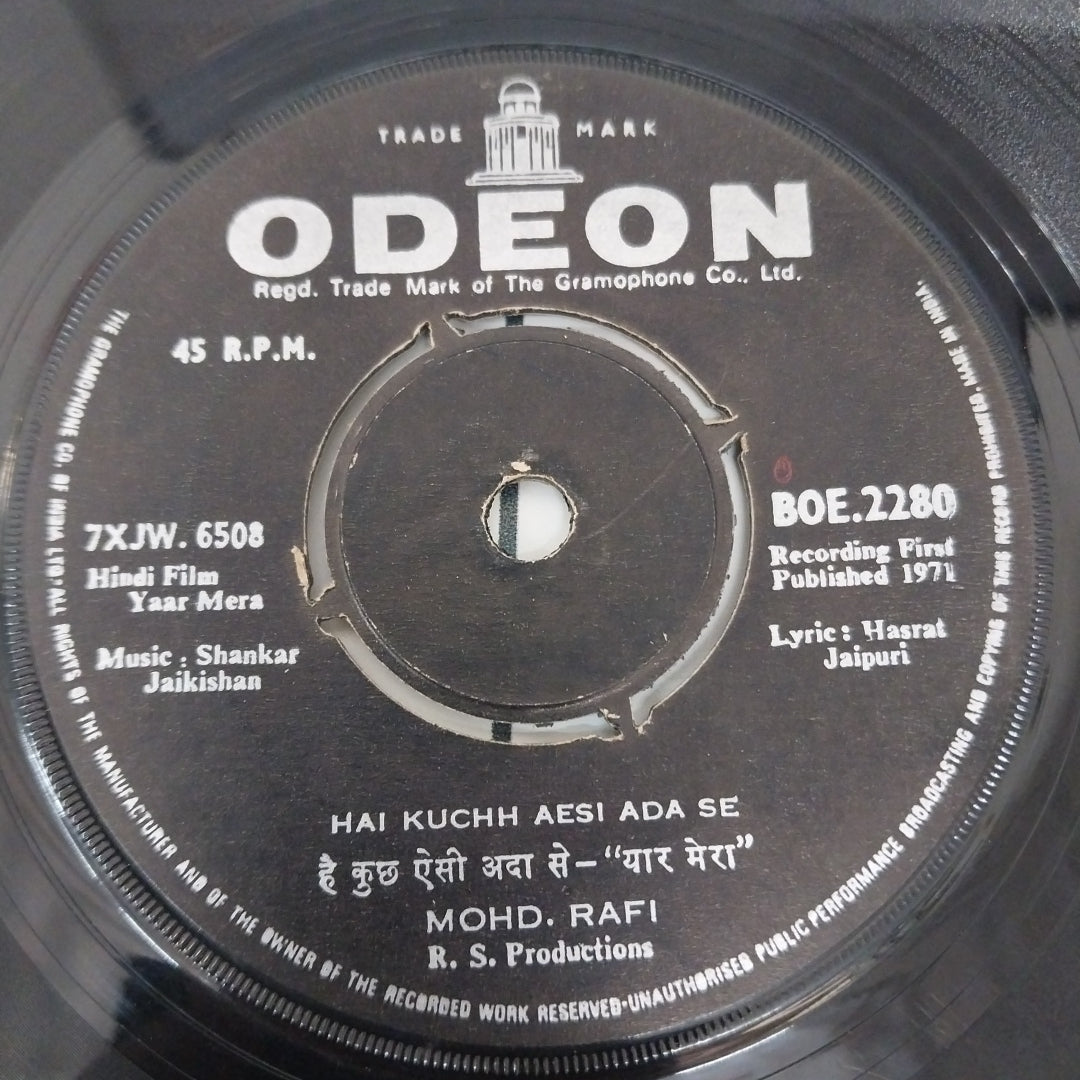 TRADE MARK
ODEON
Regd. Trade Mark of The Gramophone Co., Ltd.
45 R.P.M.
7XJW. 6508
Hindi Film
Yaar Mera
Music : Shankar
Jaikishan
BOE.2280
Recording First
Published 1971
Lyric : Hasrat
Jaipuri
HAI KUCHH AESI ADA SE
है कुछ ऐसी अदा से–“यार मेरा”
MOHD. RAFI
R. S. Productions
THE GRAMOPHONE CO. OF INDIA LTD. ALL RIGHTS OF THE MANUFACTURER AND OF THE OWNER OF THE RECORDED WORK RESERVED-UNAUTHORISED PUBLIC PERFORMANCE BROADCASTING AND COPYING OF THIS RECORD PROHIBITED. MADE IN INDIA.